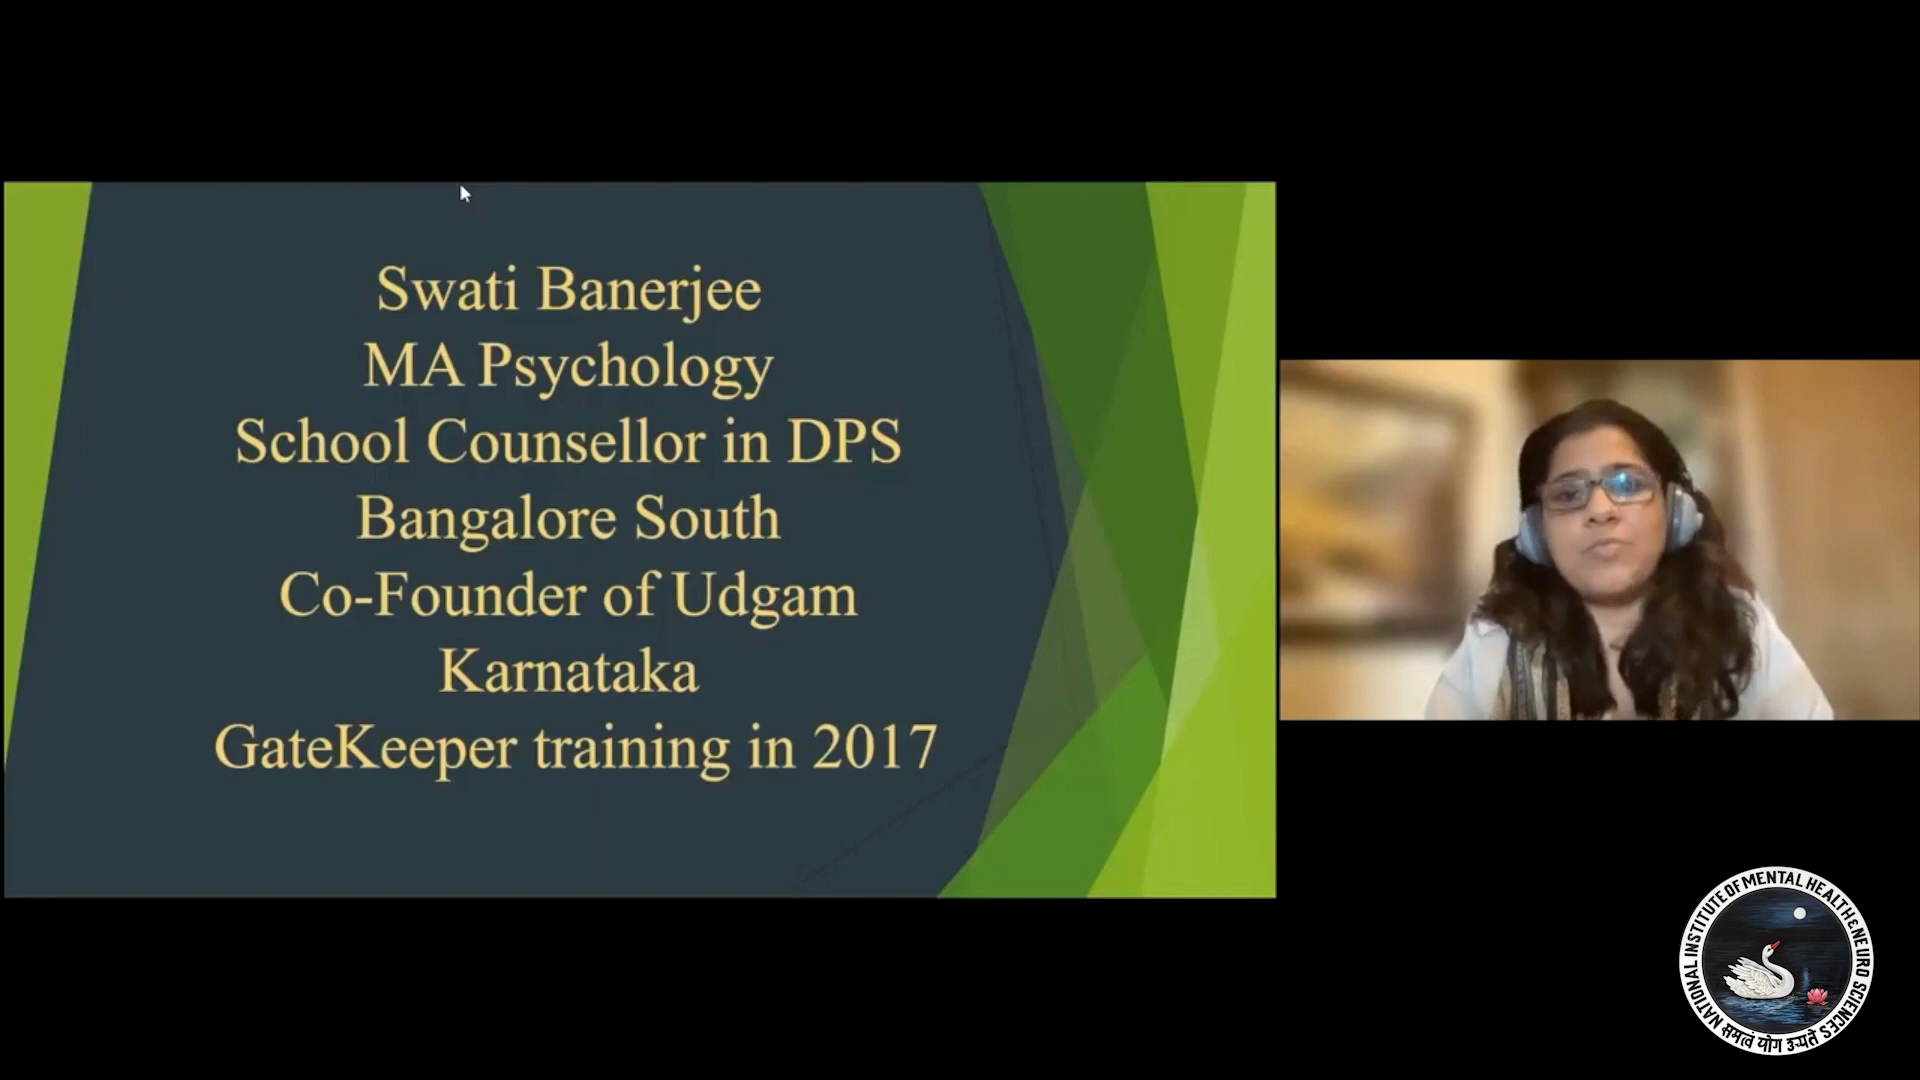 Swati Banerjee
MA Psychology
School Counsellor in DPS
Bangalore South
Co-Founder of Udgam
Karnataka
GateKeeper training in 2017
NATIONAL INSTITUTE OF MENTAL HEALTH & NEURO SCIENCES
समत्वं योग उच्यते